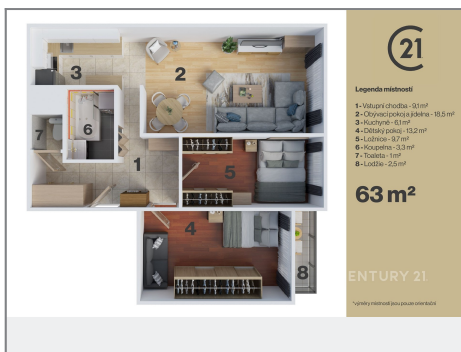 21
Legenda místností
1 - Vstupní chodba - 9,1 m²
2 - Obývací pokoj a jídelna - 18,5 m²
3 - Kuchyně - 6,1 m²
4 - Dětský pokoj - 13,2 m²
5 - Ložnice - 9,7 m²
6 - Koupelna - 3,3 m²
7 - Toaleta - 1 m²
8 - Lodžie - 2,5 m²
63 m²
ENTURY 21
*výměry místností jsou pouze orientační
3
2
7
6
1
5
4
8